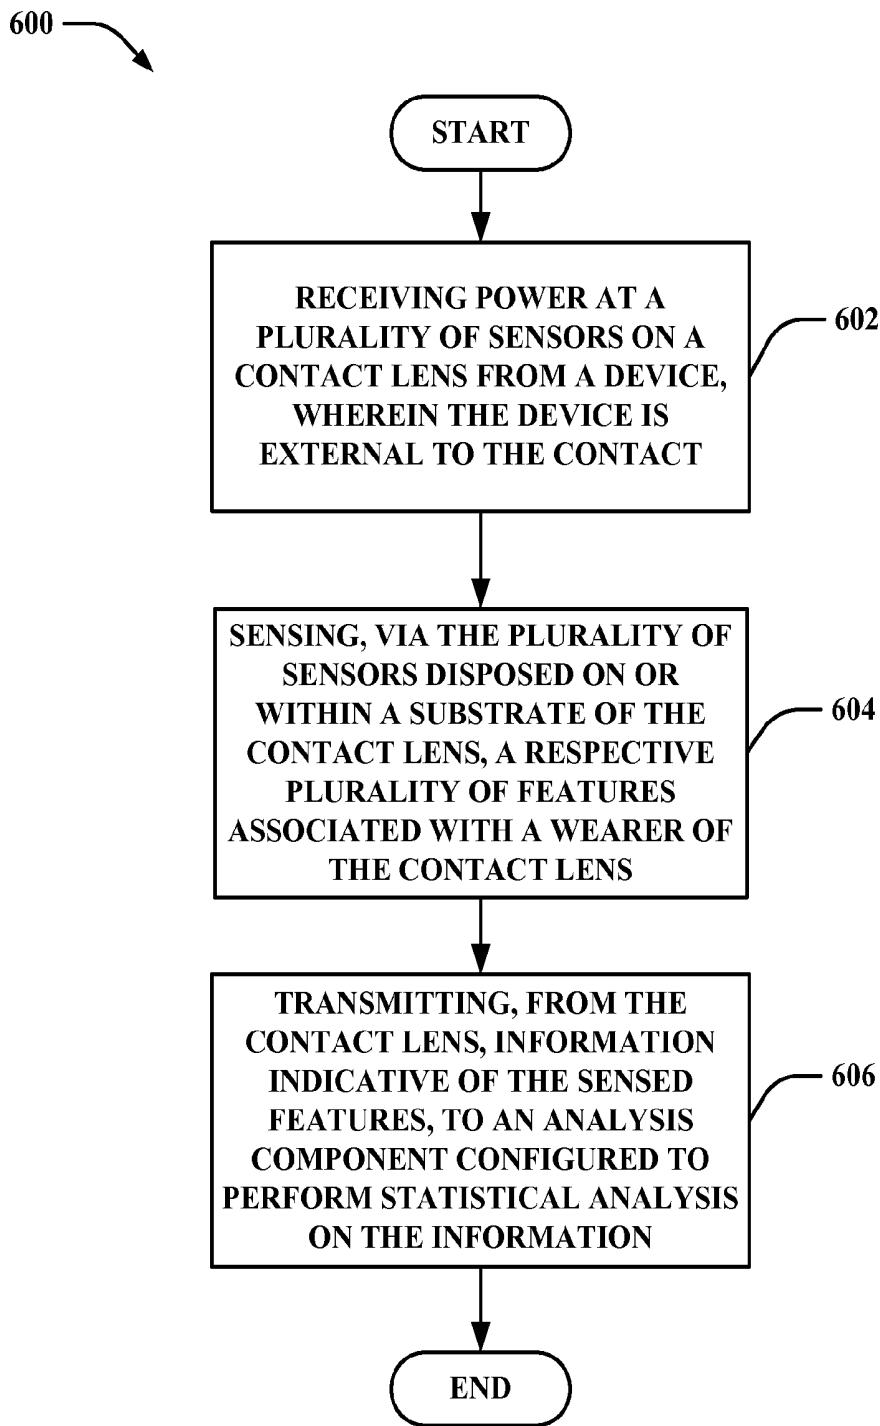 600
START
RECEIVING POWER AT A
PLURALITY OF SENSORS ON A
CONTACT LENS FROM A DEVICE,
WHEREIN THE DEVICE IS
EXTERNAL TO THE CONTACT
602
SENSING, VIA THE PLURALITY OF
SENSORS DISPOSED ON OR
WITHIN A SUBSTRATE OF THE
CONTACT LENS, A RESPECTIVE
PLURALITY OF FEATURES
ASSOCIATED WITH A WEARER OF
THE CONTACT LENS
604
TRANSMITTING, FROM THE
CONTACT LENS, INFORMATION
INDICATIVE OF THE SENSED
FEATURES, TO AN ANALYSIS
COMPONENT CONFIGURED TO
PERFORM STATISTICAL ANALYSIS
ON THE INFORMATION
606
END